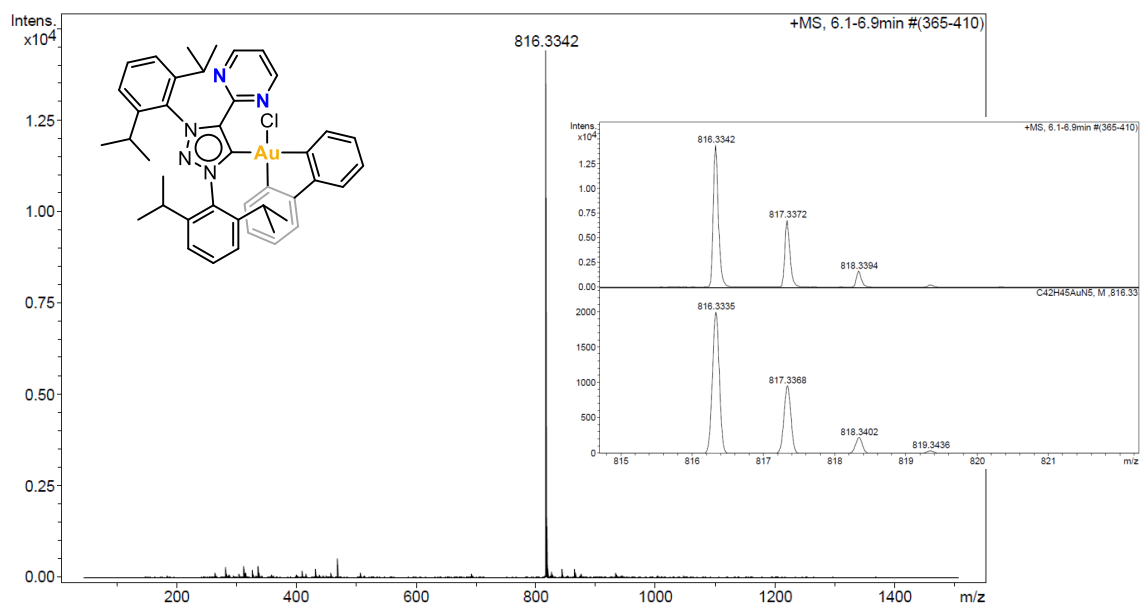 Intens.
x10⁴
+MS, 6.1-6.9min #(365-410)
816.3342
1.25
1.00
0.75
0.50
0.25
0.00
200
400
600
800
1000
1200
1400
m/z
N
N
Cl
N
N
N
Au
Intens.
x10⁴
+MS, 6.1-6.9min #(365-410)
816.3342
1.25
1.00
817.3372
0.75
0.50
818.3394
0.25
0.00
C42H45AuN5, M ,816.33
816.3335
2000
1500
817.3368
1000
500
818.3402
819.3436
0
815
816
817
818
819
820
821
m/z